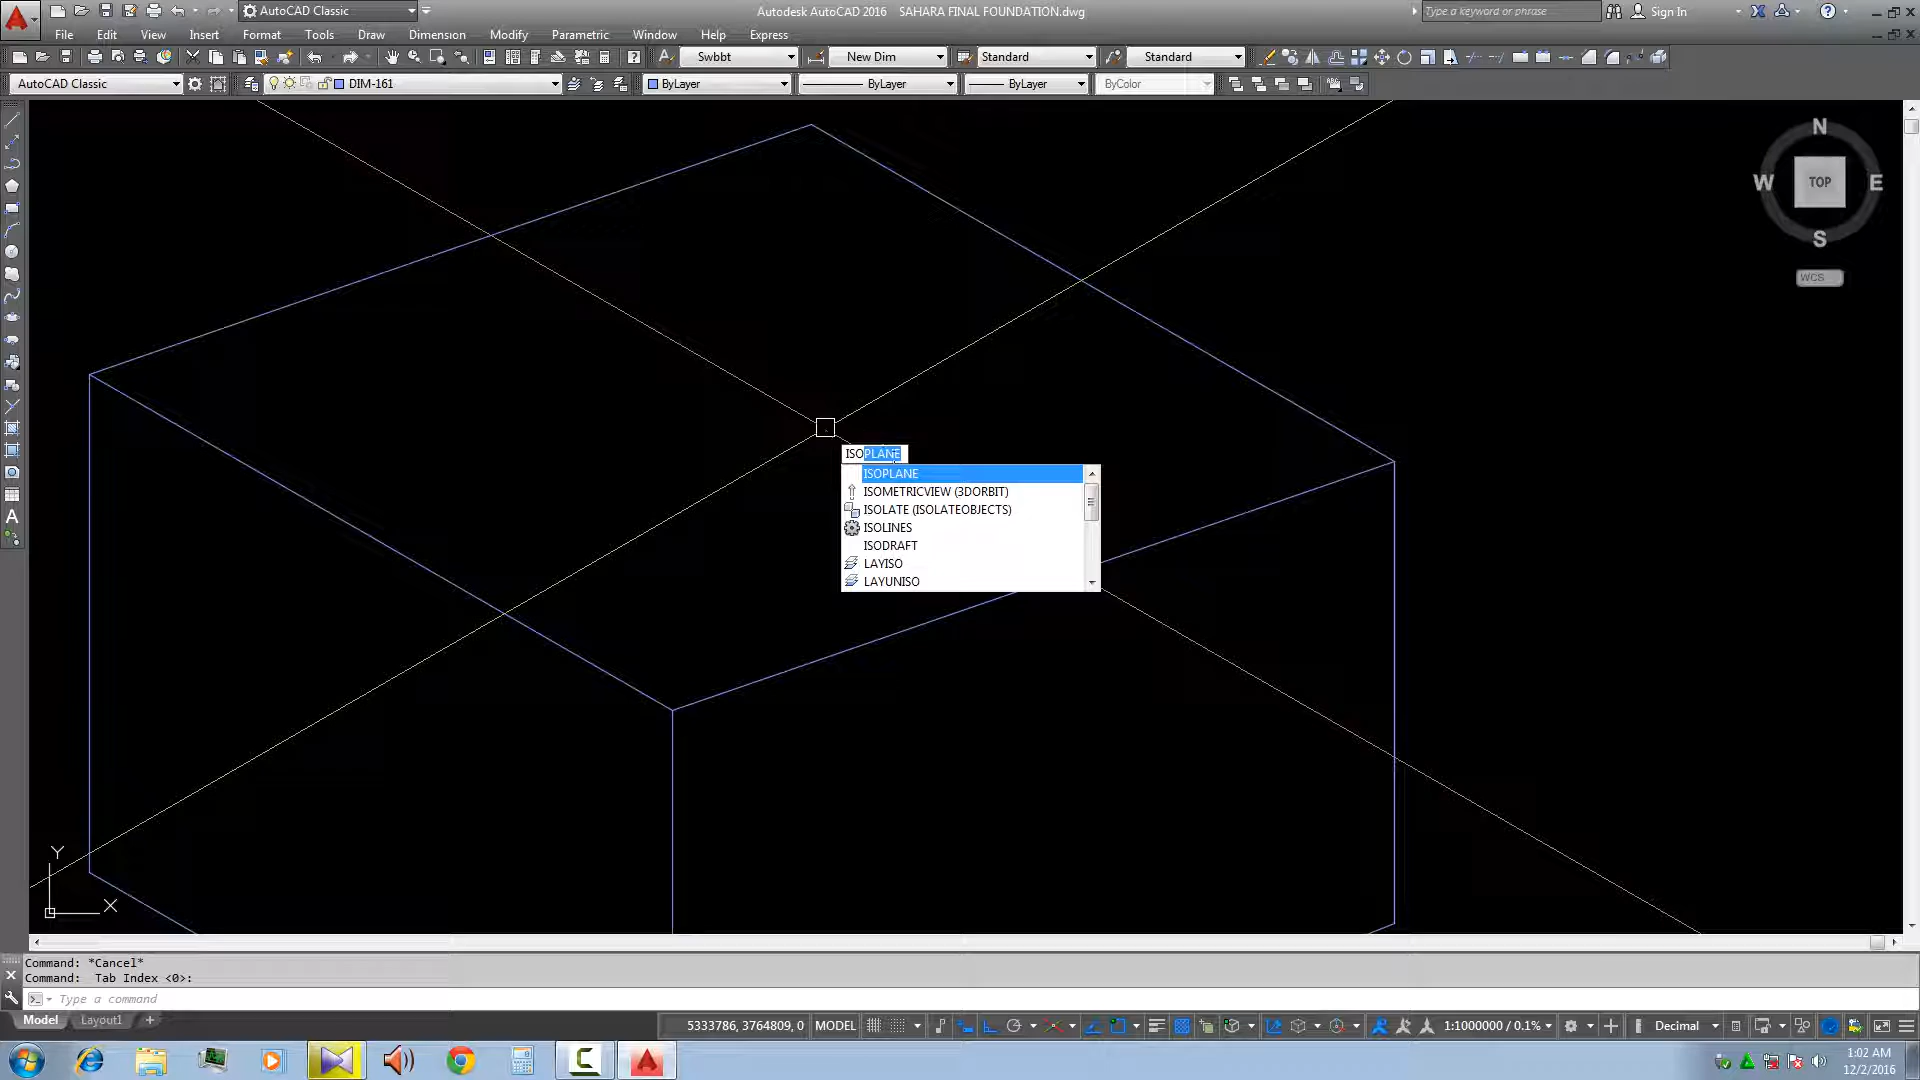 AutoCAD Classic
Autodesk AutoCAD 2016 SAHARA FINAL FOUNDATION.dwg
Type a keyword or phrase
Sign In
File Edit View Insert Format Tools Draw Dimension Modify Parametric Window Help Express
Swbbt New Dim Standard Standard
AutoCAD Classic DIM-161 ByLayer ByLayer ByLayer ByColor
N
W TOP E
S
WCS
ISOPLANE
ISOPLANE
ISOMETRICVIEW (3DORBIT)
ISOLATE (ISOLATEOBJECTS)
ISOLINES
ISODRAFT
LAYISO
LAYUNISO
Y
X
Command: *Cancel*
Command: _Tab Index <0>:
Type a command
Model Layout1 +
5333786, 3764809, 0 MODEL 1:1000000 / 0.1% Decimal
1:02 AM
12/2/2016